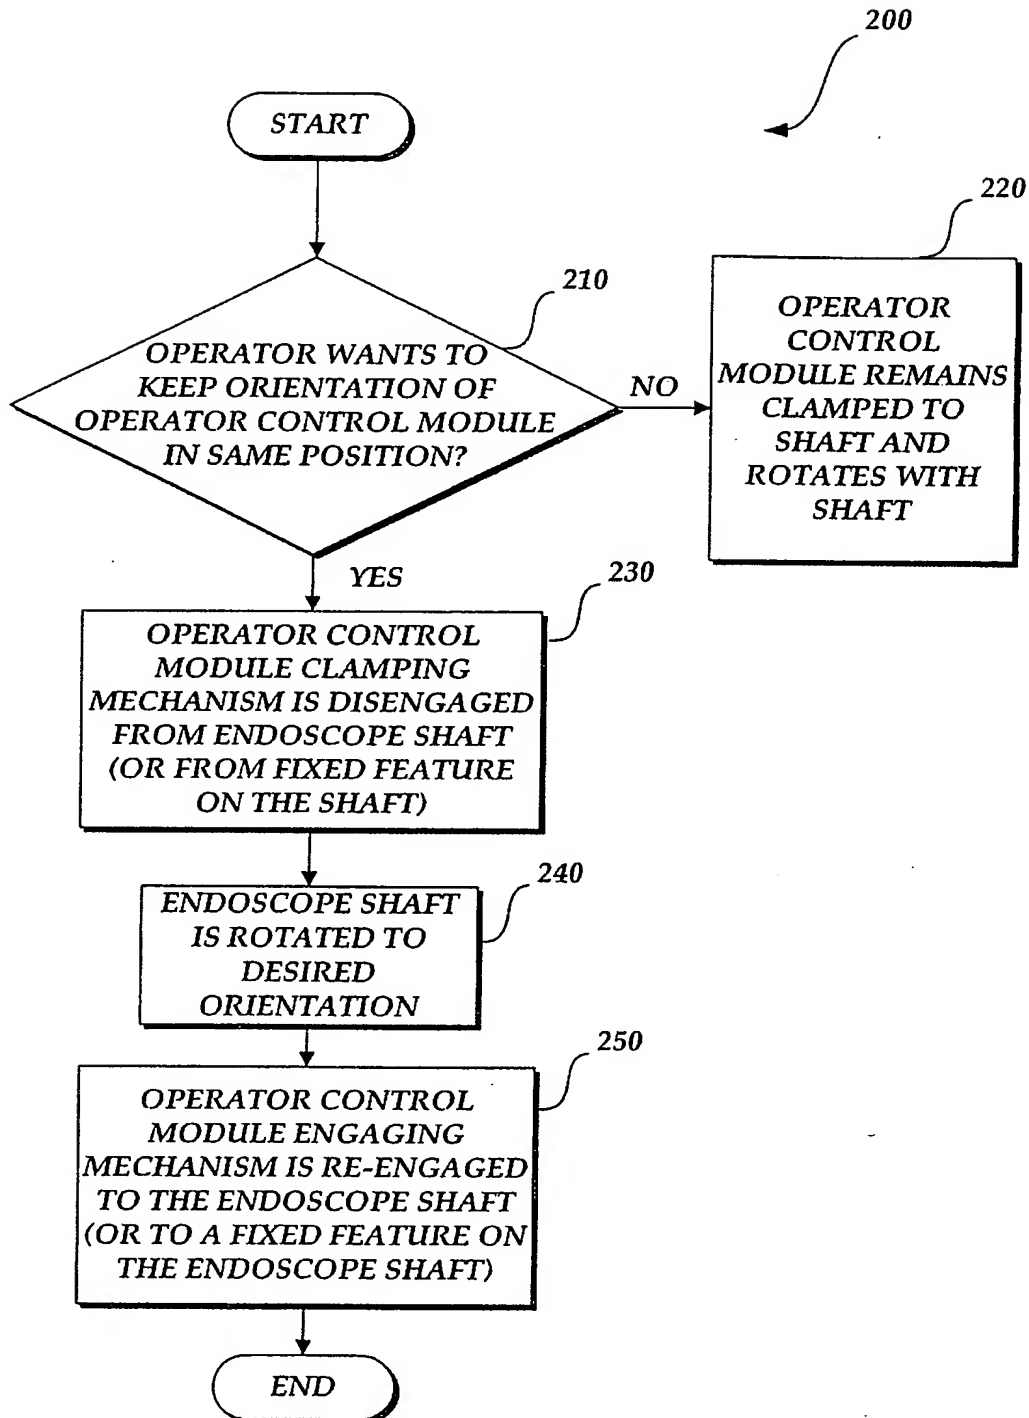 200
START
210
OPERATOR WANTS TO
KEEP ORIENTATION OF
OPERATOR CONTROL MODULE
IN SAME POSITION?
NO
220
OPERATOR
CONTROL
MODULE REMAINS
CLAMPED TO
SHAFT AND
ROTATES WITH
SHAFT
YES
230
OPERATOR CONTROL
MODULE CLAMPING
MECHANISM IS DISENGAGED
FROM ENDOSCOPE SHAFT
(OR FROM FIXED FEATURE
ON THE SHAFT)
240
ENDOSCOPE SHAFT
IS ROTATED TO
DESIRED
ORIENTATION
250
OPERATOR CONTROL
MODULE ENGAGING
MECHANISM IS RE-ENGAGED
TO THE ENDOSCOPE SHAFT
(OR TO A FIXED FEATURE ON
THE ENDOSCOPE SHAFT)
END